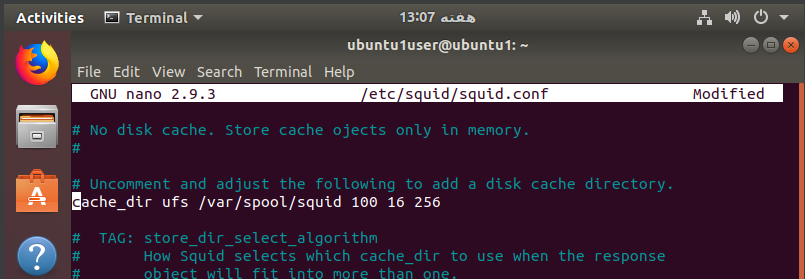 Activities Terminal 13:07 هفته
ubuntu1user@ubuntu1: ~
File Edit View Search Terminal Help
GNU nano 2.9.3 /etc/squid/squid.conf Modified
# No disk cache. Store cache ojects only in memory.
#
# Uncomment and adjust the following to add a disk cache directory.
cache_dir ufs /var/spool/squid 100 16 256
# TAG: store_dir_select_algorithm
# How Squid selects which cache_dir to use when the response
# object will fit into more than one.